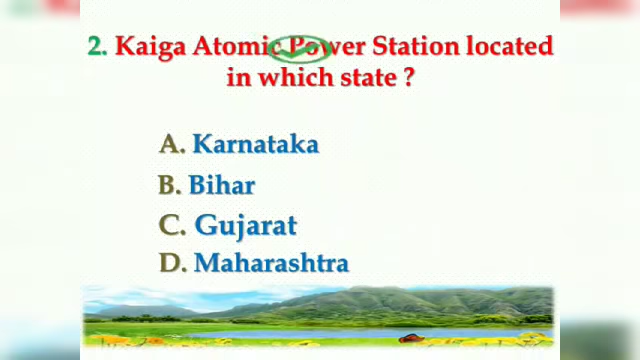 2. Kaiga Atomic Power Station located
in which state ?
A. Karnataka
B. Bihar
C. Gujarat
D. Maharashtra